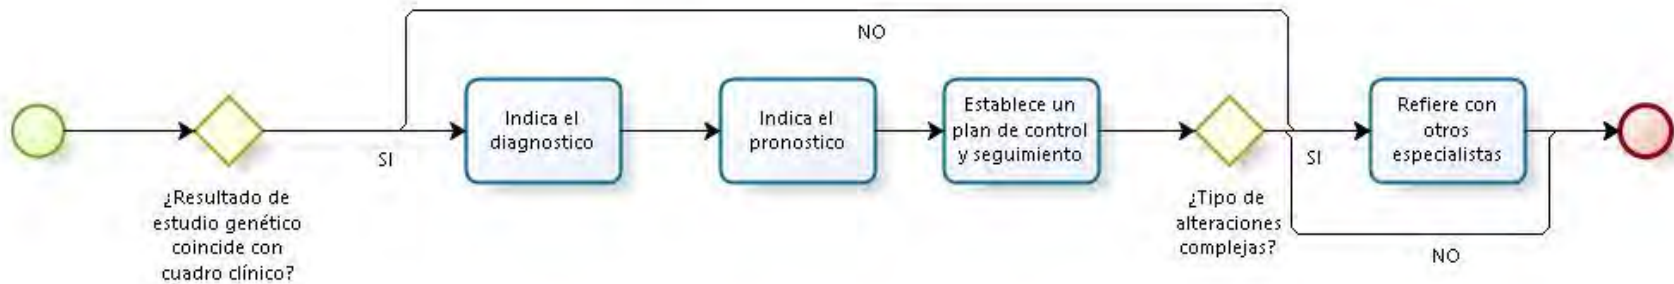 NO
¿Resultado de
estudio genético
coincide con
cuadro clínico?
SI
Indica el
diagnostico
Indica el
pronostico
Establece un
plan de control
y seguimiento
¿Tipo de
alteraciones
complejas?
SI
Refiere con
otros
especialistas
NO